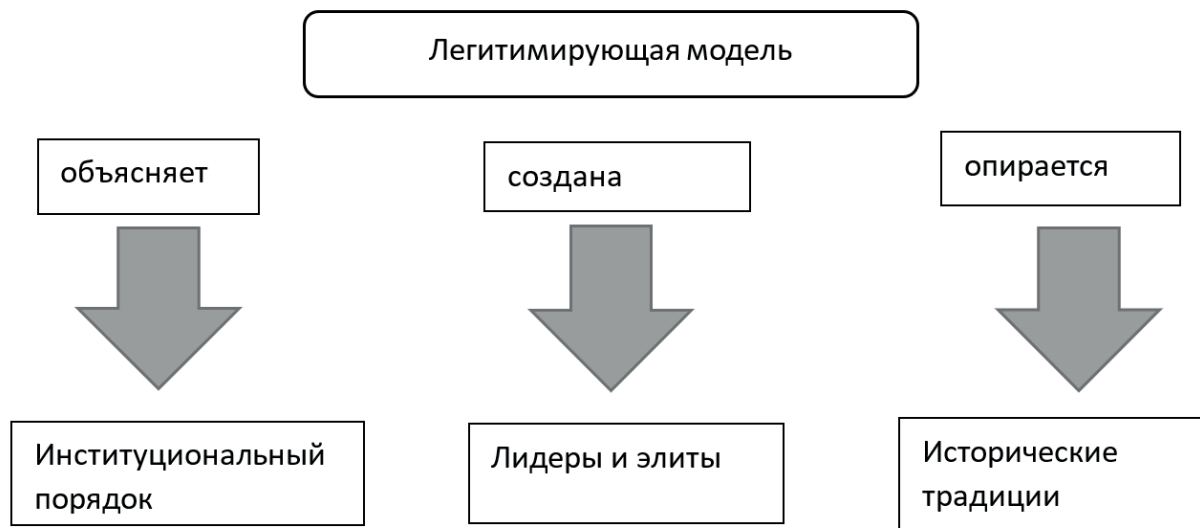 Легитимирующая модель
объясняет
создана
опирается
Институциональный
порядок
Лидеры и элиты
Исторические
традиции